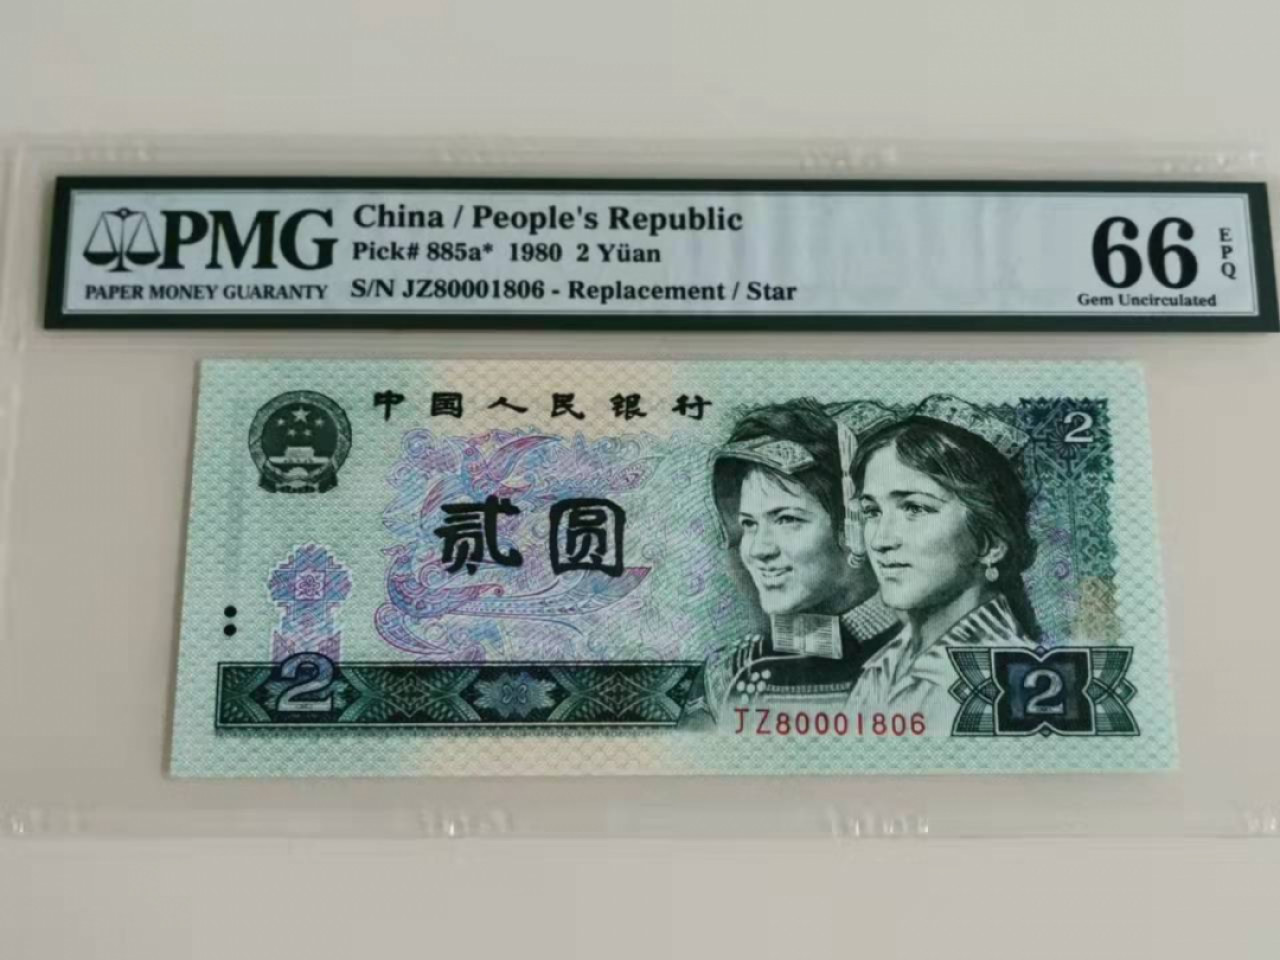 PMG
PAPER MONEY GUARANTY
China / People's Republic
Pick# 885a* 1980 2 Yüan
S/N JZ80001806 - Replacement / Star
66
EPQ
Gem Uncirculated
中国人民银行
2
贰圆
2
2
JZ80001806